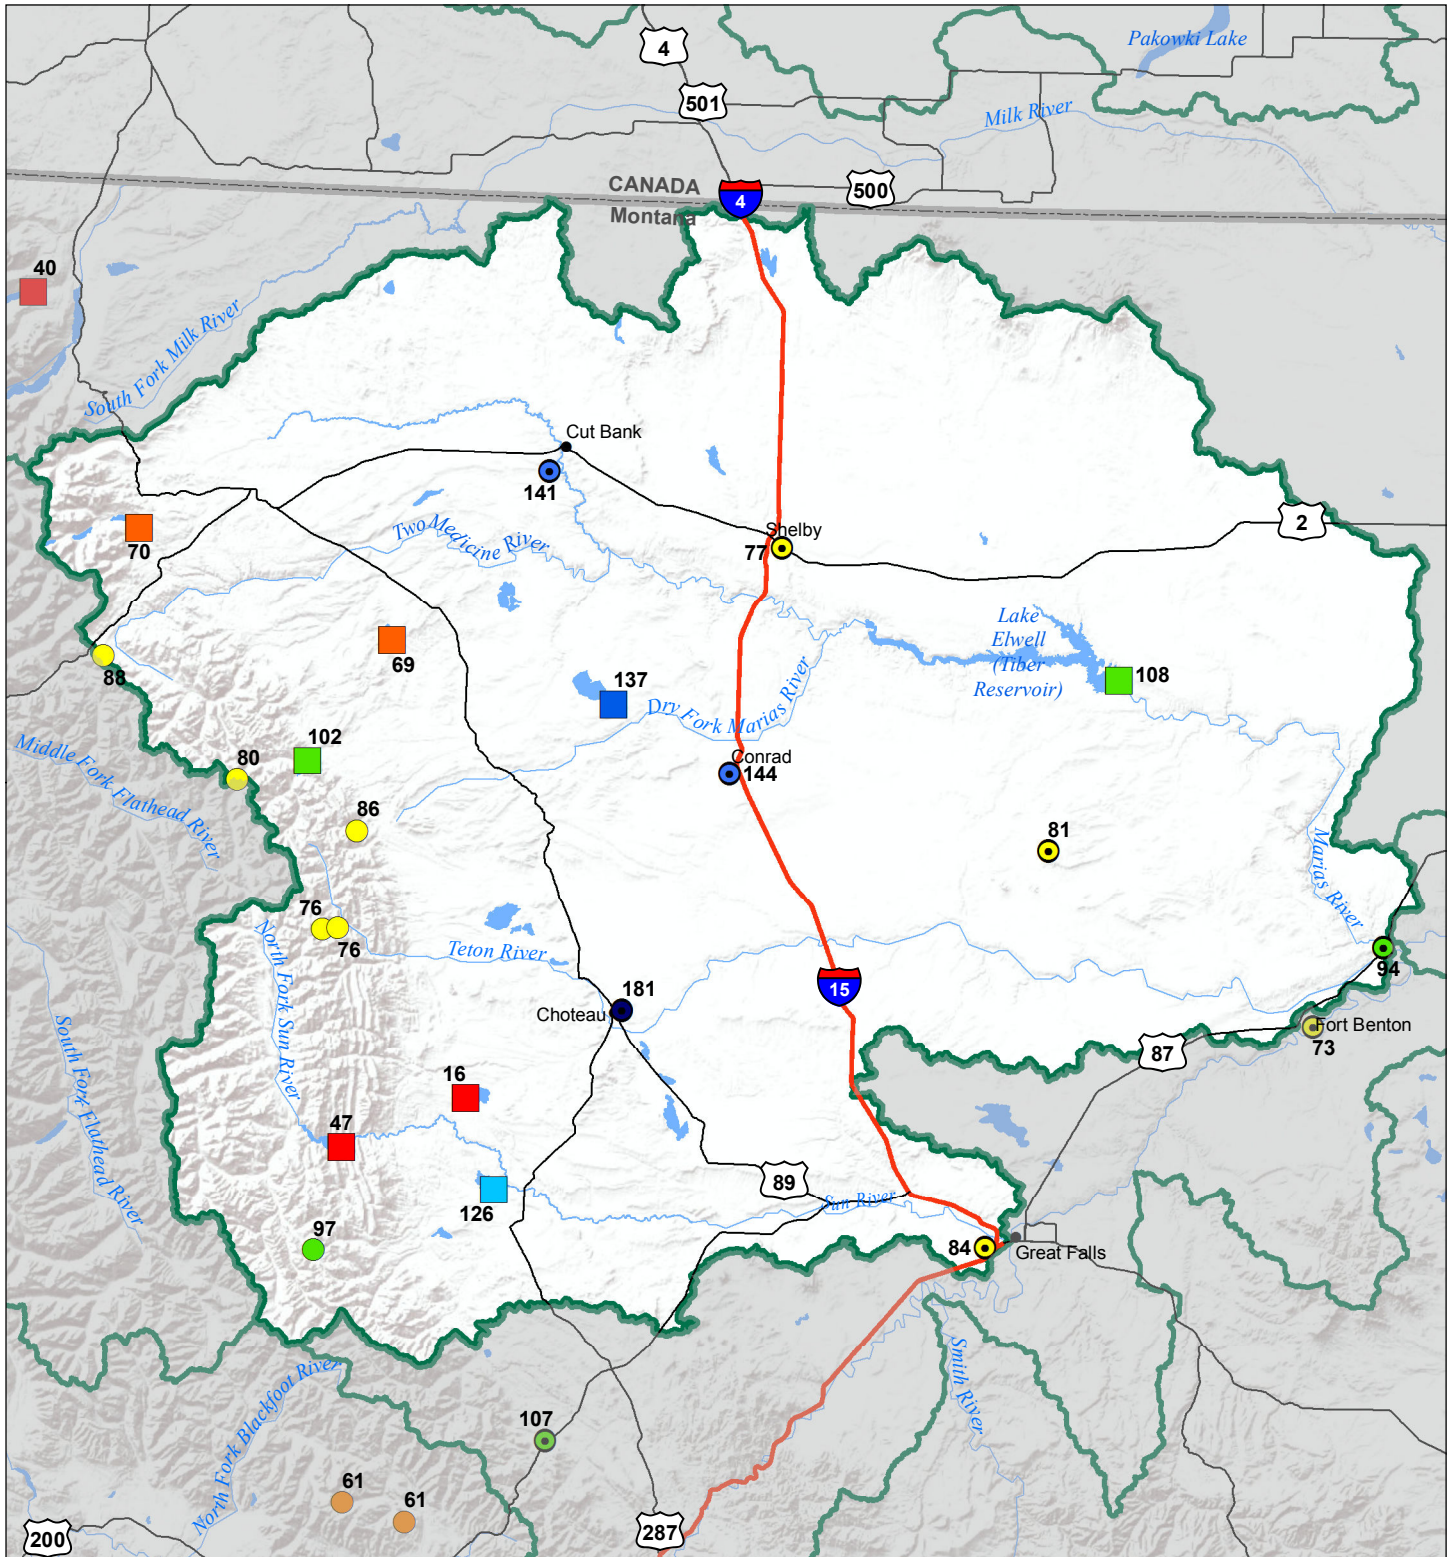 4
Pakowki Lake
501
Milk River
CANADA
500
4
Montana
40
South Fork Milk River
Cut Bank
141
2
Two Medicine River
70
Shelby
77
Lake
Elwell
(Tiber
Reservoir)
69
88
137
108
Dry Fork Marias River
Middle Fork Flathead River
102
80
Conrad
144
86
81
Marias River
76
76
North Fork Sun River
Teton River
94
181
15
Choteau
Fort Benton
73
87
South Fork Flathead River
16
47
89
126
Sun River
97
84
Great Falls
Smith River
North Fork Blackfoot River
107
61
61
200
287